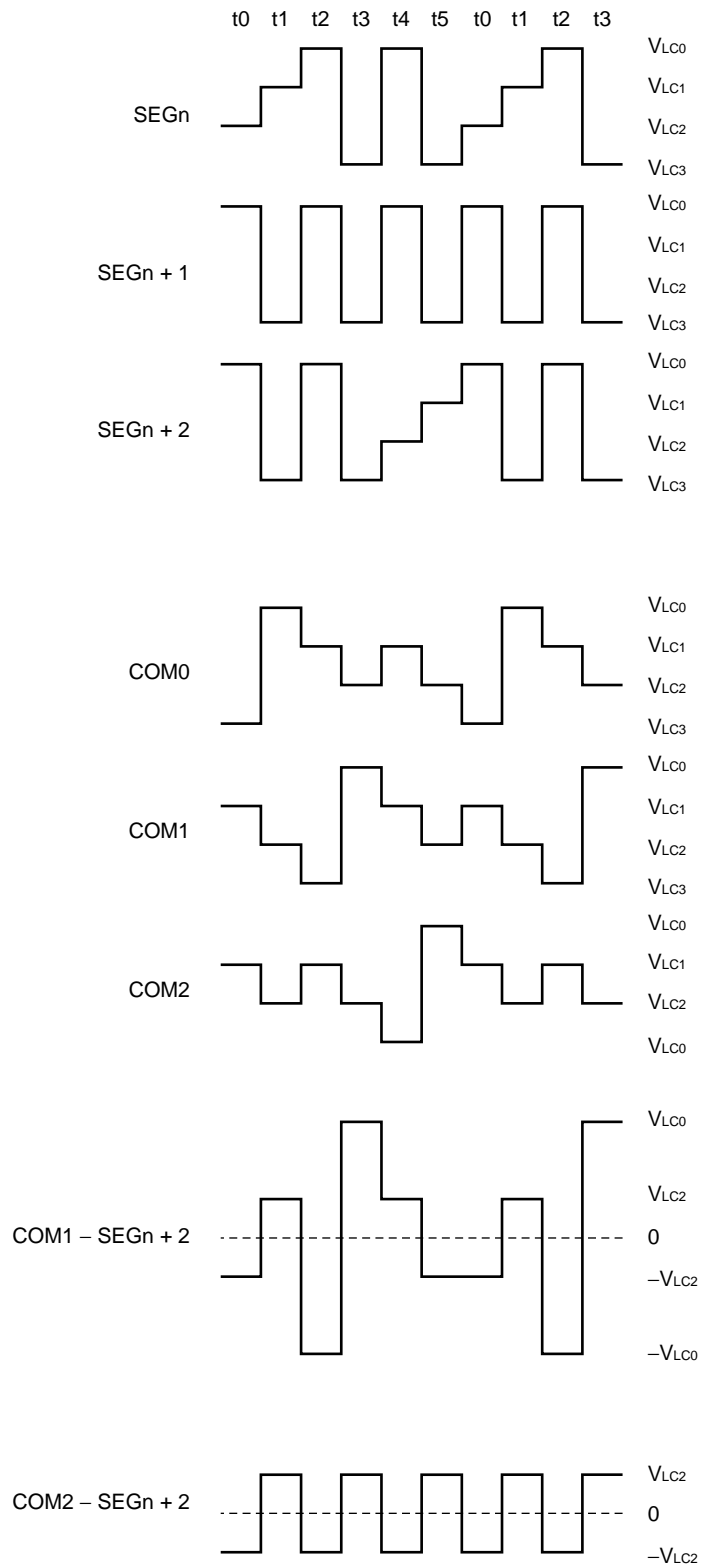 t0 t1 t2 t3 t4 t5 t0 t1 t2 t3
SEGn
VLC0
VLC1
VLC2
VLC3
SEGn + 1
VLC0
VLC1
VLC2
VLC3
SEGn + 2
VLC0
VLC1
VLC2
VLC3
COM0
VLC0
VLC1
VLC2
VLC3
COM1
VLC0
VLC1
VLC2
VLC3
COM2
VLC0
VLC1
VLC2
VLC0
COM1 – SEGn + 2
VLC0
VLC2
0
–VLC2
–VLC0
COM2 – SEGn + 2
VLC2
0
–VLC2